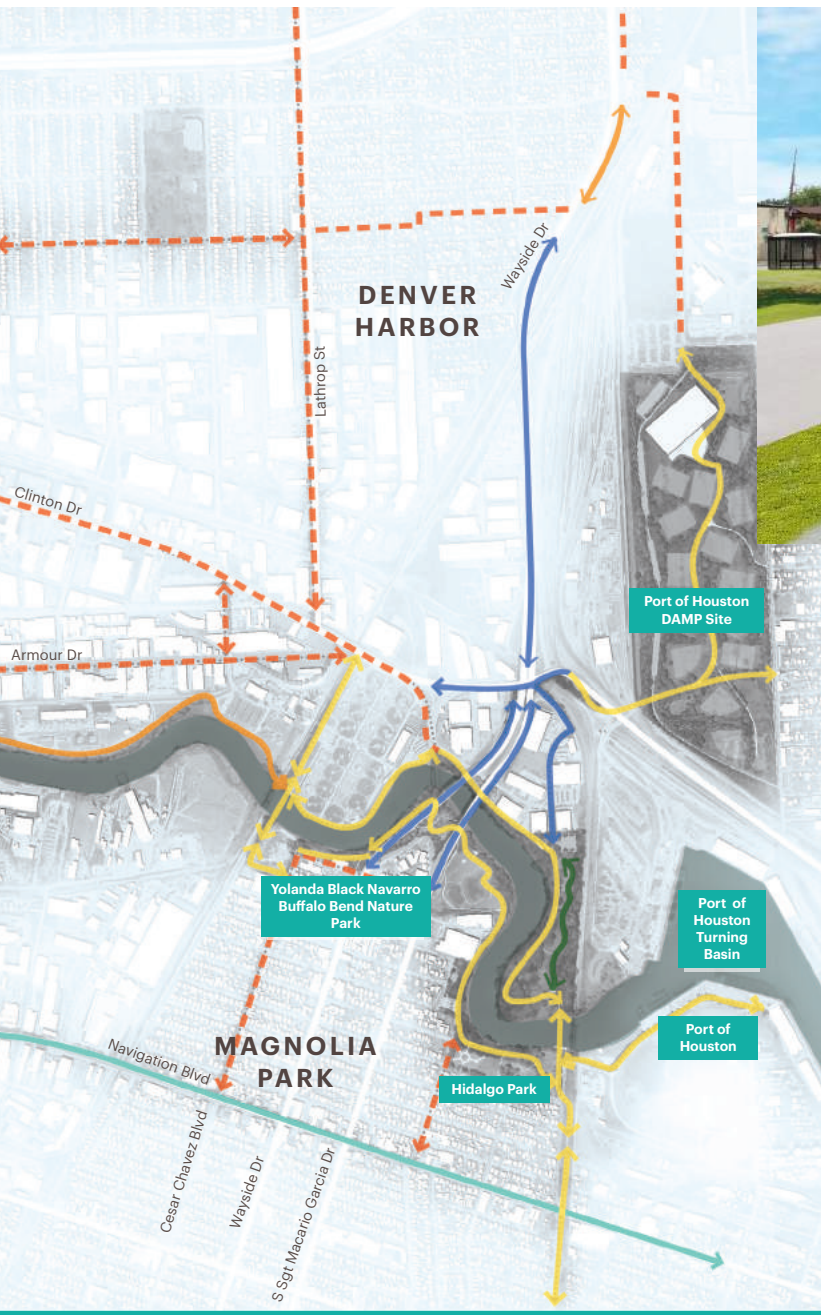 Wayside Dr
DENVER
HARBOR
Lathrop St
Clinton Dr
Port of Houston
DAMP Site
Armour Dr
Yolanda Black Navarro
Buffalo Bend Nature
Park
Port of
Houston
Turning
Basin
Port of
Houston
MAGNOLIA
PARK
Navigation Blvd
Hidalgo Park
Cesar Chavez Blvd
Wayside Dr
S Sgt Macario Garcia Dr